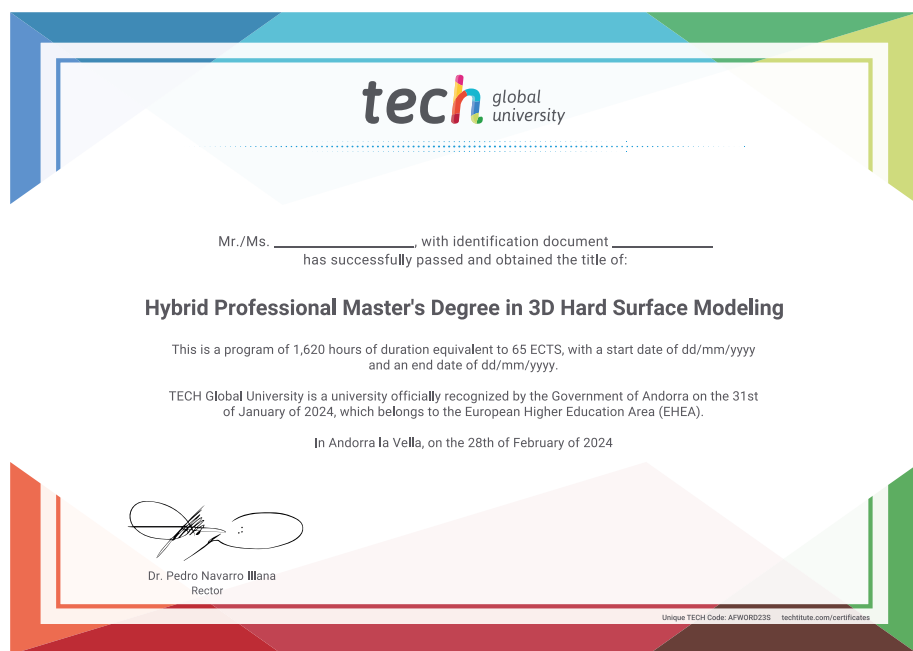 tech global university
Mr./Ms. ____________, with identification document ____________
has successfully passed and obtained the title of:
Hybrid Professional Master's Degree in 3D Hard Surface Modeling
This is a program of 1,620 hours of duration equivalent to 65 ECTS, with a start date of dd/mm/yyyy
and an end date of dd/mm/yyyy.
TECH Global University is a university officially recognized by the Government of Andorra on the 31st
of January of 2024, which belongs to the European Higher Education Area (EHEA).
In Andorra la Vella, on the 28th of February of 2024
Dr. Pedro Navarro Illana
Rector
Unique TECH Code: AFWORD23S techtitute.com/certificates